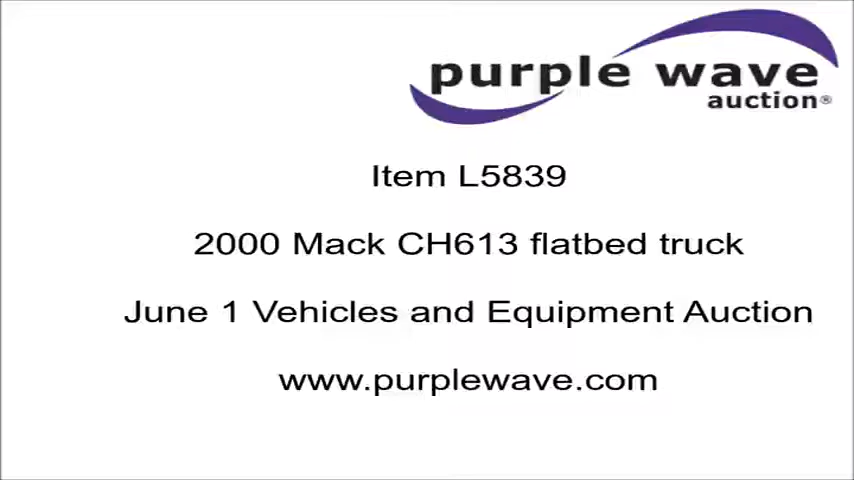 purple wave
auction®
Item L5839
2000 Mack CH613 flatbed truck
June 1 Vehicles and Equipment Auction
www.purplewave.com